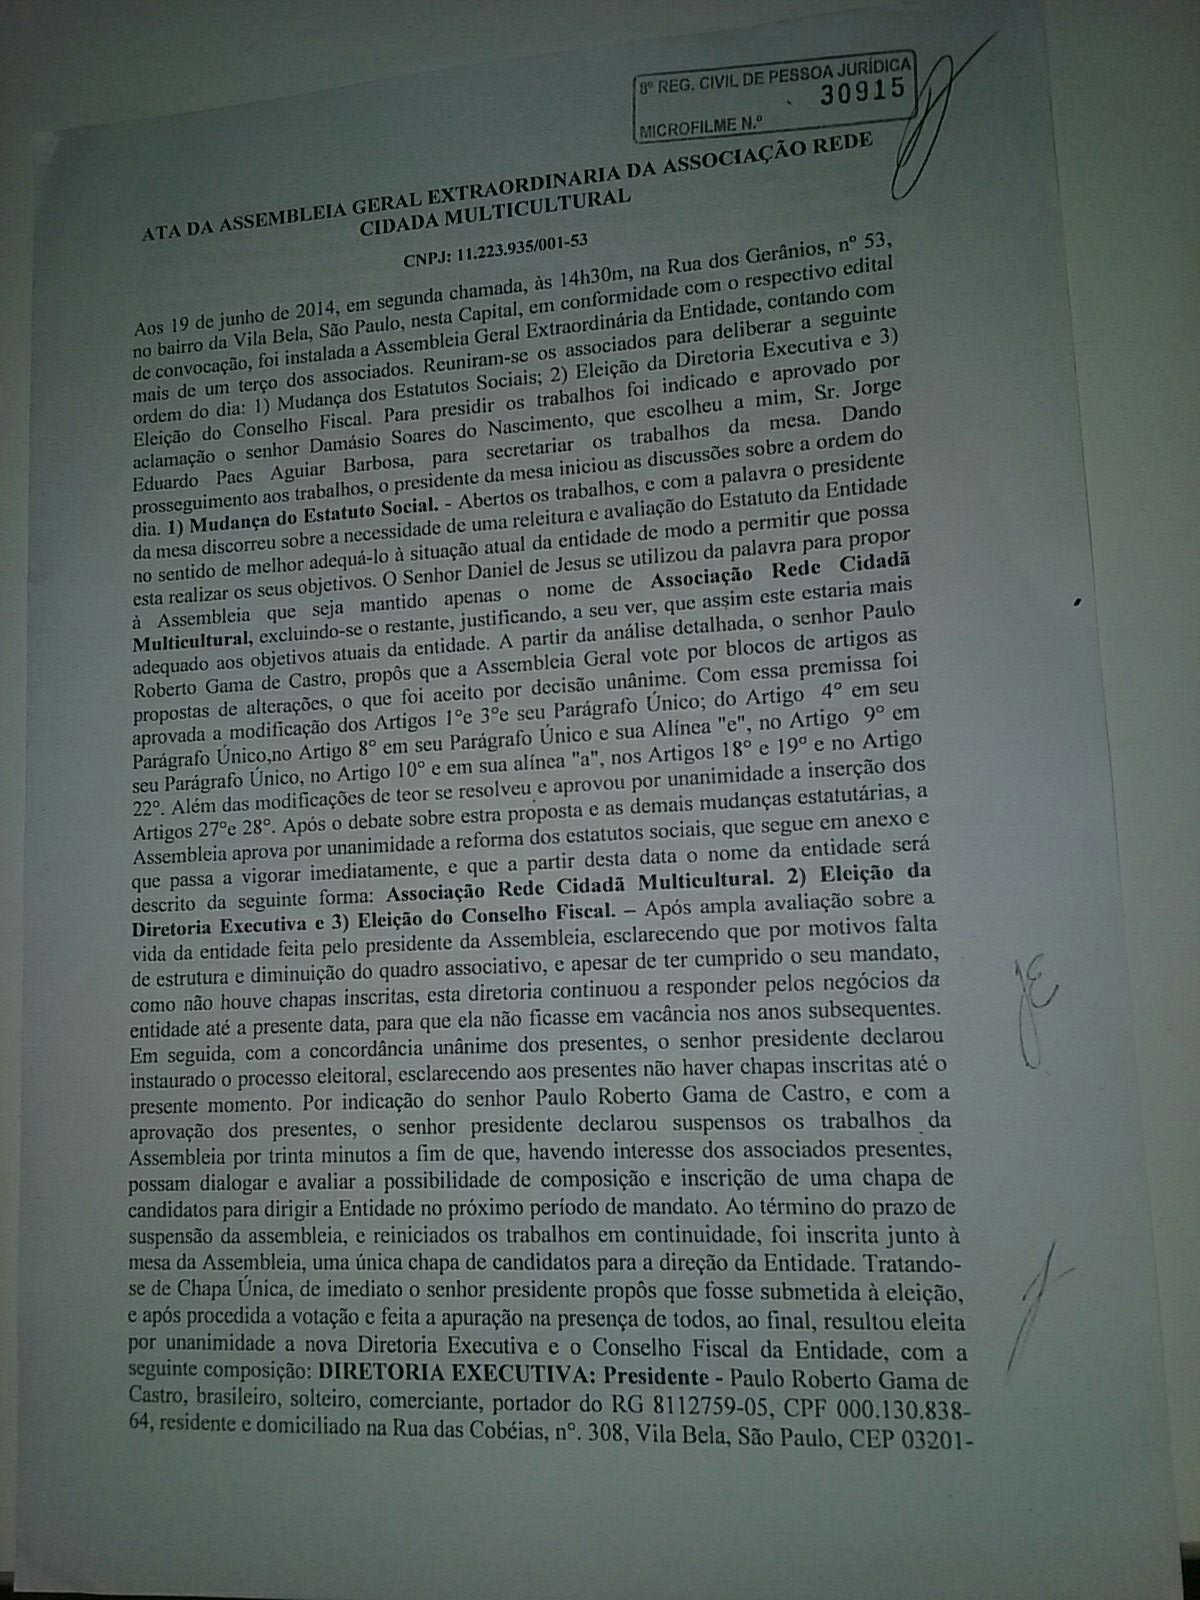 8º REG. CIVIL DE PESSOA JURÍDICA
30915
MICROFILME N.º
ATA DA ASSEMBLEIA GERAL EXTRAORDINARIA DA ASSOCIAÇÃO REDE
CIDADA MULTICULTURAL
CNPJ: 11.223.935/001-53
Aos 19 de junho de 2014, em segunda chamada, às 14h30m, na Rua dos Gerânios, nº 53,
no bairro da Vila Bela, São Paulo, nesta Capital, em conformidade com o respectivo edital
de convocação, foi instalada a Assembleia Geral Extraordinária da Entidade, contando com
mais de um terço dos associados. Reuniram-se os associados para deliberar a seguinte
ordem do dia: 1) Mudança dos Estatutos Sociais; 2) Eleição da Diretoria Executiva e 3)
Eleição do Conselho Fiscal. Para presidir os trabalhos foi indicado e aprovado por
aclamação o senhor Damásio Soares do Nascimento, que escolheu a mim, Sr. Jorge
Eduardo Paes Aguiar Barbosa, para secretariar os trabalhos da mesa. Dando
prosseguimento aos trabalhos, o presidente da mesa iniciou as discussões sobre a ordem do
dia. 1) Mudança do Estatuto Social. - Abertos os trabalhos, e com a palavra o presidente
da mesa discorreu sobre a necessidade de uma releitura e avaliação do Estatuto da Entidade
no sentido de melhor adequá-lo à situação atual da entidade de modo a permitir que possa
esta realizar os seus objetivos. O Senhor Daniel de Jesus se utilizou da palavra para propor
à Assembleia que seja mantido apenas o nome de Associação Rede Cidadã
Multicultural, excluindo-se o restante, justificando, a seu ver, que assim este estaria mais
adequado aos objetivos atuais da entidade. A partir da análise detalhada, o senhor Paulo
Roberto Gama de Castro, propôs que a Assembleia Geral vote por blocos de artigos as
propostas de alterações, o que foi aceito por decisão unânime. Com essa premissa foi
aprovada a modificação dos Artigos 1°e 3°e seu Parágrafo Único; do Artigo 4° em seu
Parágrafo Único,no Artigo 8° em seu Parágrafo Único e sua Alínea "e", no Artigo 9° em
seu Parágrafo Único, no Artigo 10° e em sua alínea "a", nos Artigos 18° e 19º e no Artigo
22°. Além das modificações de teor se resolveu e aprovou por unanimidade a inserção dos
Artigos 27°e 28°. Após o debate sobre estra proposta e as demais mudanças estatutárias, a
Assembleia aprova por unanimidade a reforma dos estatutos sociais, que segue em anexo e
que passa a vigorar imediatamente, e que a partir desta data o nome da entidade será
descrito da seguinte forma: Associação Rede Cidadã Multicultural. 2) Eleição da
Diretoria Executiva e 3) Eleição do Conselho Fiscal. – Após ampla avaliação sobre a
vida da entidade feita pelo presidente da Assembleia, esclarecendo que por motivos falta
de estrutura e diminuição do quadro associativo, e apesar de ter cumprido o seu mandato,
como não houve chapas inscritas, esta diretoria continuou a responder pelos negócios da
entidade até a presente data, para que ela não ficasse em vacância nos anos subsequentes.
Em seguida, com a concordância unânime dos presentes, o senhor presidente declarou
instaurado o processo eleitoral, esclarecendo aos presentes não haver chapas inscritas até o
presente momento. Por indicação do senhor Paulo Roberto Gama de Castro, e com a
aprovação dos presentes, o senhor presidente declarou suspensos os trabalhos da
Assembleia por trinta minutos a fim de que, havendo interesse dos associados presentes,
possam dialogar e avaliar a possibilidade de composição e inscrição de uma chapa de
candidatos para dirigir a Entidade no próximo período de mandato. Ao término do prazo de
suspensão da assembleia, e reiniciados os trabalhos em continuidade, foi inscrita junto à
mesa da Assembleia, uma única chapa de candidatos para a direção da Entidade. Tratando-
se de Chapa Única, de imediato o senhor presidente propôs que fosse submetida à eleição,
e após procedida a votação e feita a apuração na presença de todos, ao final, resultou eleita
por unanimidade a nova Diretoria Executiva e o Conselho Fiscal da Entidade, com a
seguinte composição: DIRETORIA EXECUTIVA: Presidente - Paulo Roberto Gama de
Castro, brasileiro, solteiro, comerciante, portador do RG 8112759-05, CPF 000.130.838-
64, residente e domiciliado na Rua das Cobéias, n°. 308, Vila Bela, São Paulo, CEP 03201-